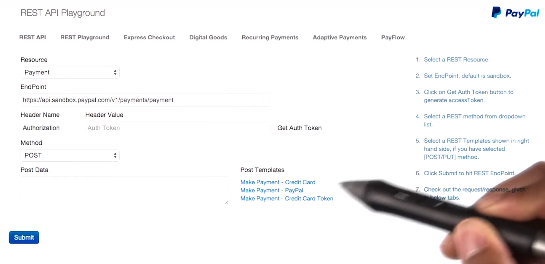 REST API Playground
PayPal
REST API
REST Playground
Express Checkout
Digital Goods
Recurring Payments
Adaptive Payments
PayFlow
Resource
Payment
EndPoint
https://api.sandbox.paypal.com/v1/payments/payment
Header Name
Header Value
Authorization
Auth Token
Get Auth Token
Method
POST
Post Data
Post Templates
Make Payment - Credit Card
Make Payment - PayPal
Make Payment - Credit Card Token
Submit
1. Select a REST Resource
2. Set EndPoint, default is sandbox.
3. Click on Get Auth Token button to
generate accessToken.
4. Select a REST method from dropdown
list
5. Select a REST Templates shown in right
hand side, if you have selected
[POST/PUT] method.
6. Click Submit to hit REST EndPoint
7. Check out the request/response,
below tabs.